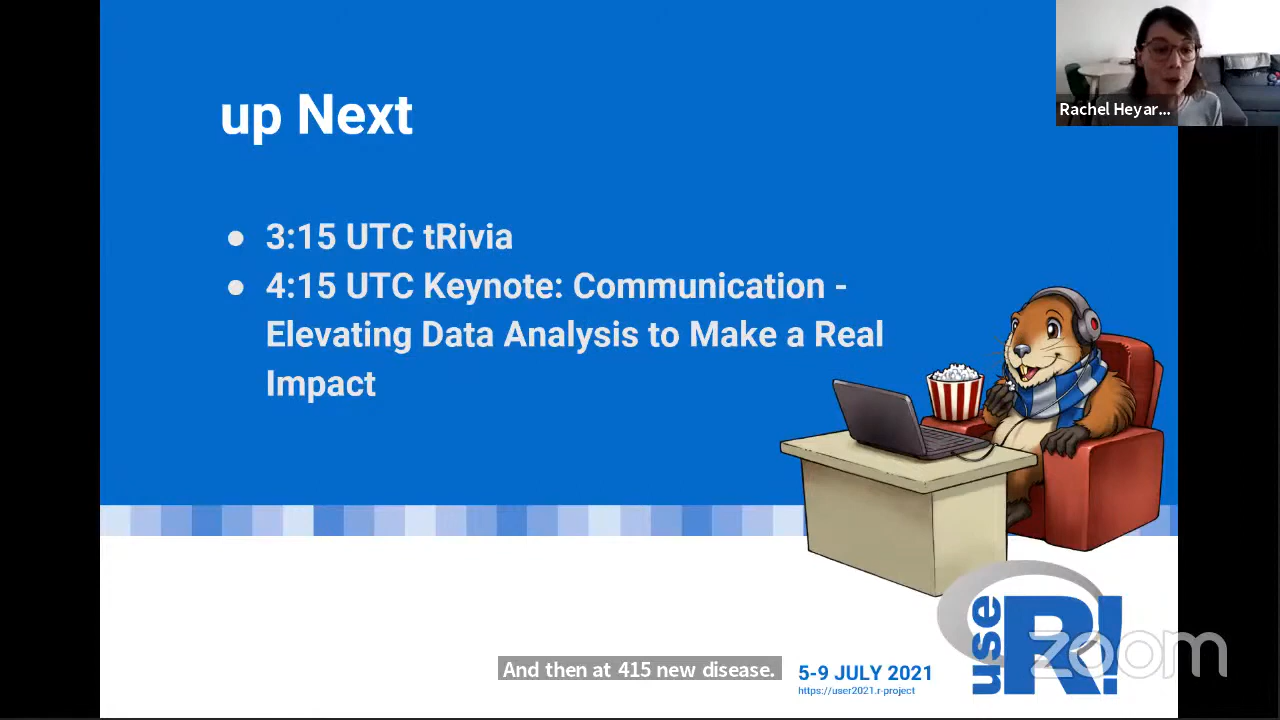 up Next
Rachel Heyar...
● 3:15 UTC tRivia
● 4:15 UTC Keynote: Communication -
Elevating Data Analysis to Make a Real
Impact
And then at 415 new disease.
5-9 JULY 2021
https://user2021.r-project
use
R!
zoom